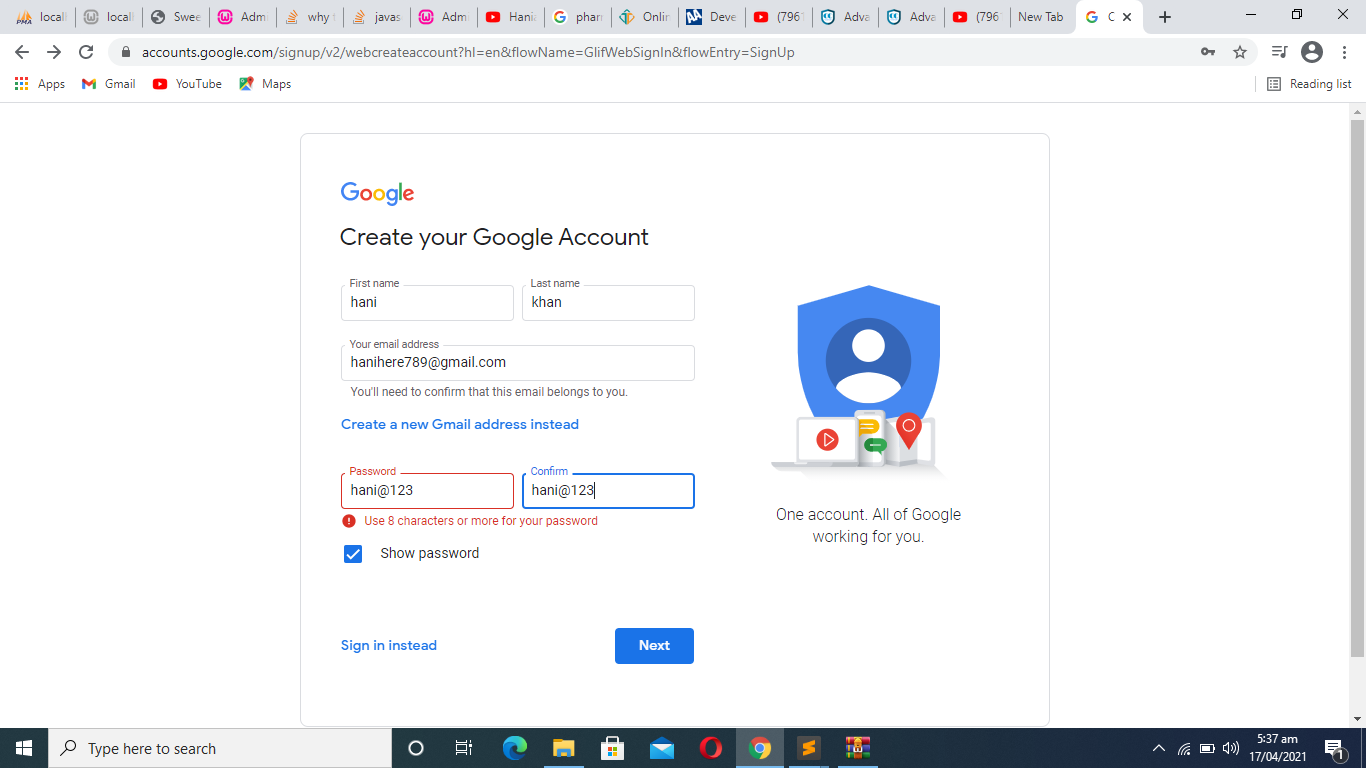 locall
locall
Swee
Adm
why t
javas
Adm
Hani
phar
Onlin
Deve
(796
Adva
Adva
(796
New Tab
accounts.google.com/signup/v2/webcreateaccount?hl=en&flowName=GlifWebSignIn&flowEntry=SignUp
Apps Gmail YouTube Maps Reading list
Google
Create your Google Account
First name Last name
hani khan
Your email address
hanihere789@gmail.com
You'll need to confirm that this email belongs to you.
Create a new Gmail address instead
Password Confirm
hani@123 hani@123
Use 8 characters or more for your password
Show password
One account. All of Google
working for you.
Sign in instead Next
Type here to search
5:37 am
17/04/2021
1